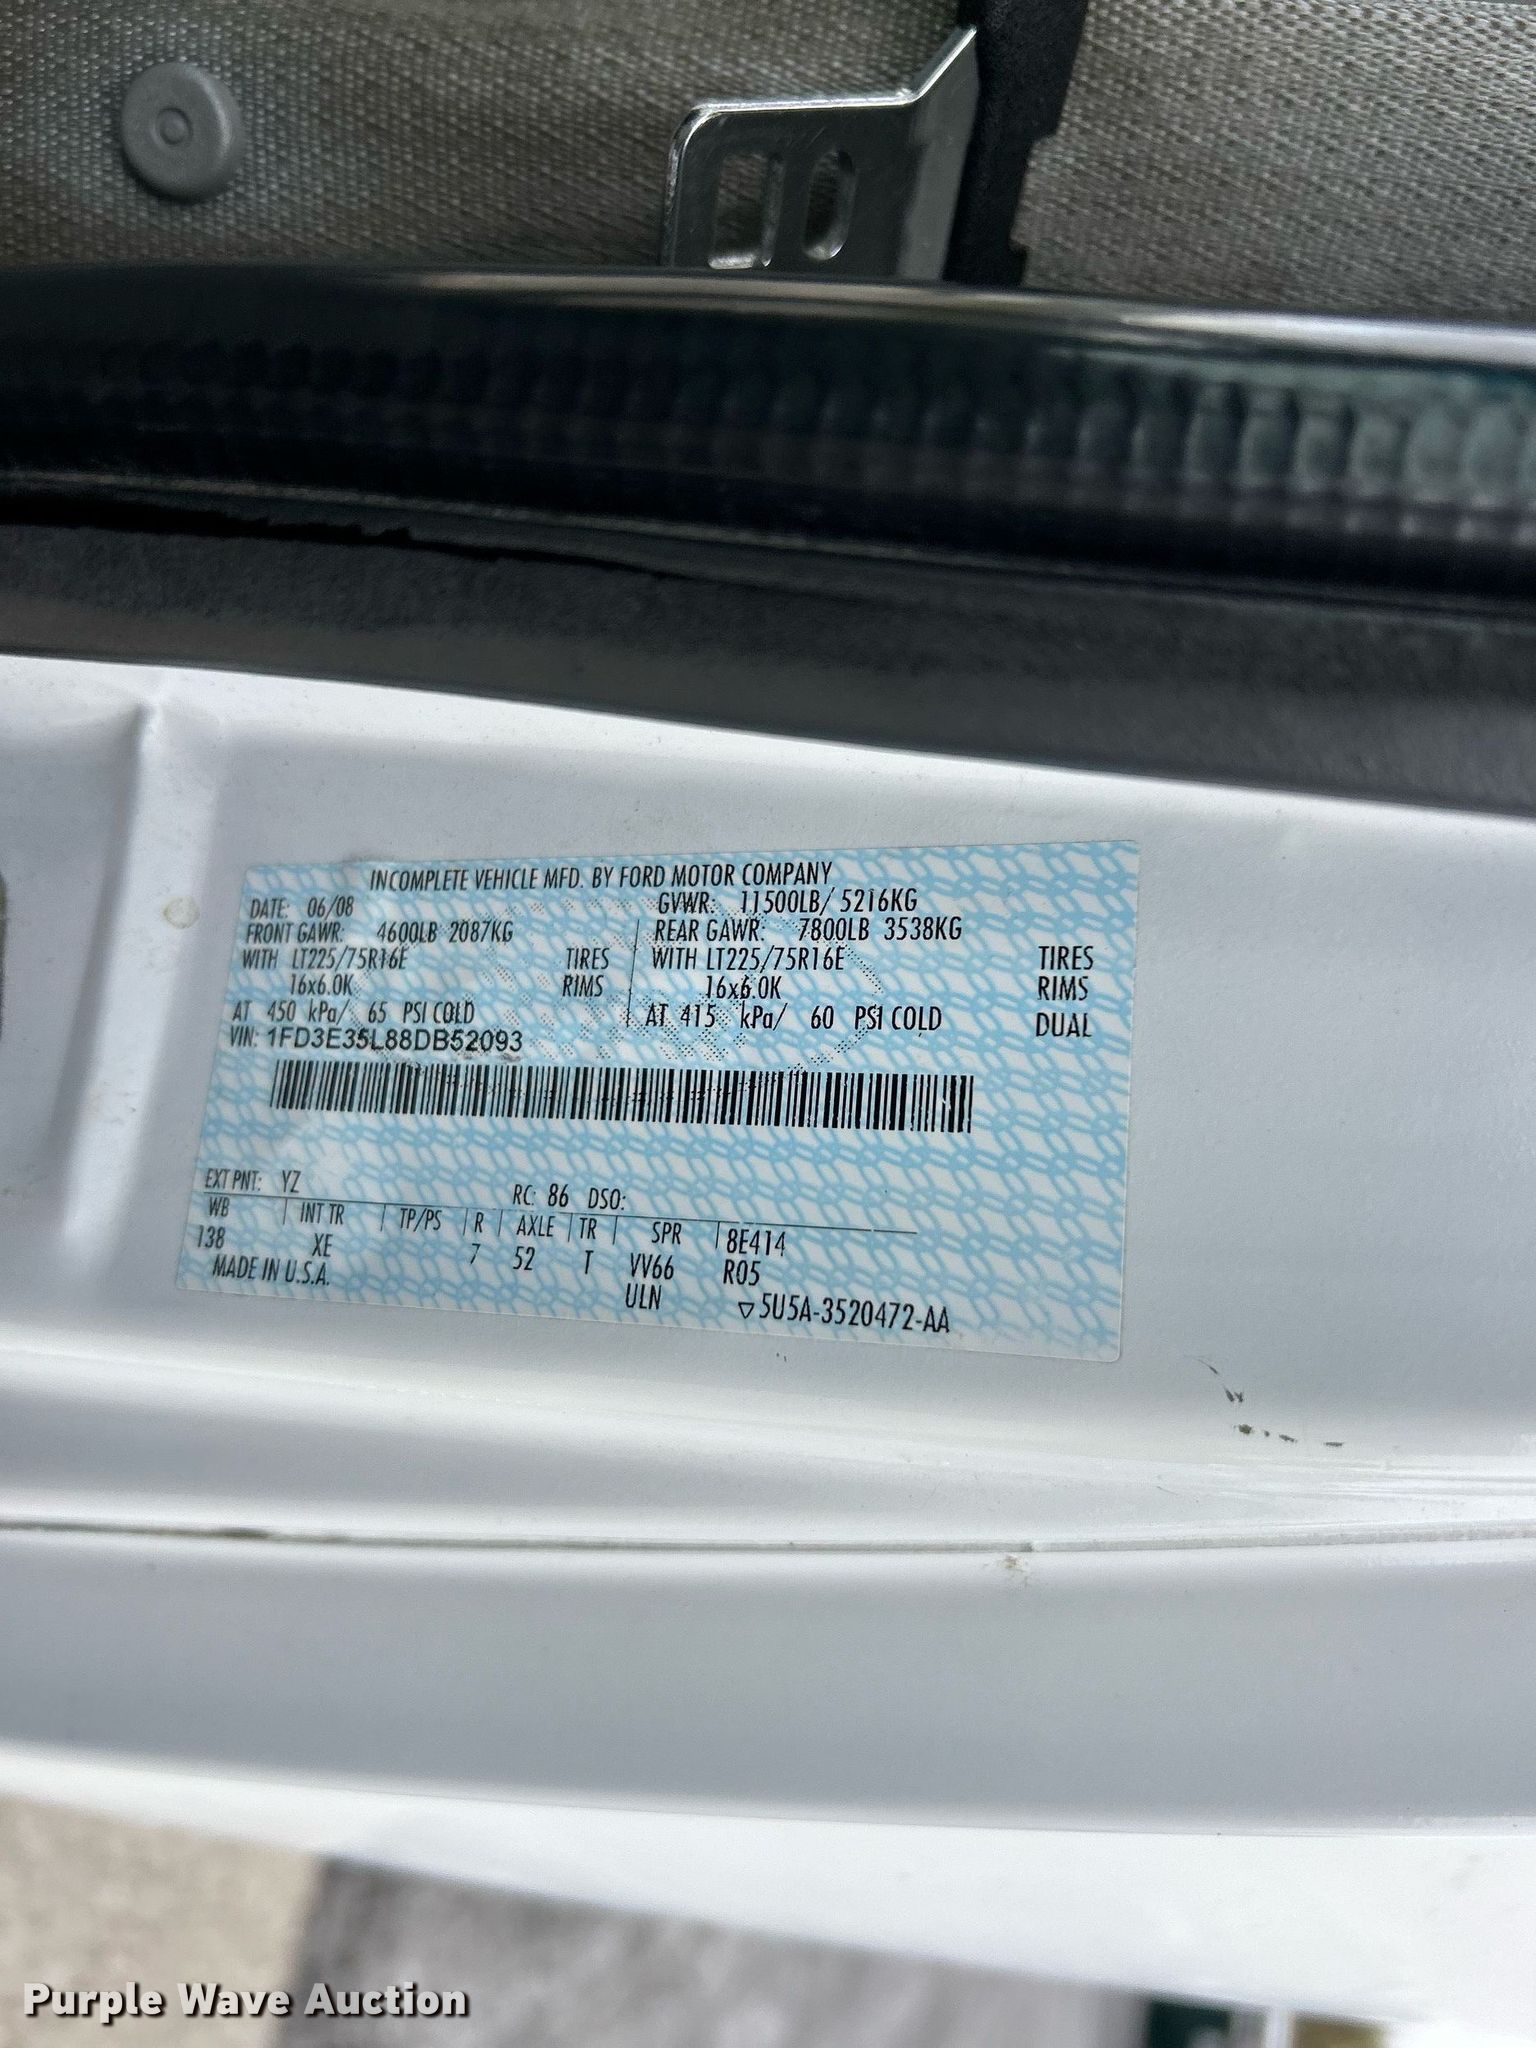 INCOMPLETE VEHICLE MFD. BY FORD MOTOR COMPANY
DATE: 06/08 GVWR: 11500LB/ 5216KG
FRONT GAWR: 4600LB 2087KG REAR GAWR: 7800LB 3538KG
WITH LT225/75R16E TIRES WITH LT225/75R16E TIRES
16x6.0K RIMS 16x6.0K RIMS
AT 450 kPa/ 65 PSI COLD AT 415 kPa/ 60 PSI COLD DUAL
VIN: 1FD3E35L88DB52093
EXT PNT: YZ RC: 86 DSO:
WB INT TR TP/PS R AXLE TR SPR 8E414
138 XE 7 52 T VV66 R05
MADE IN U.S.A. ULN ▽5U5A-3520472-AA
Purple Wave Auction